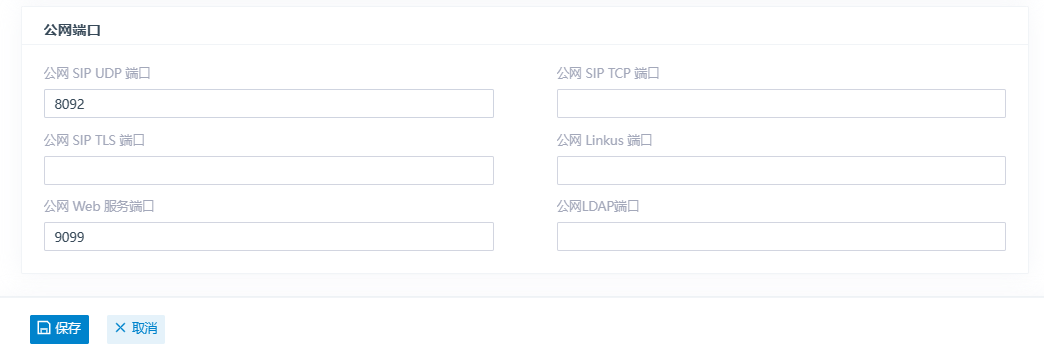 公网端口
公网 SIP UDP 端口
公网 SIP TCP 端口
8092
公网 SIP TLS 端口
公网 Linkus 端口
公网 Web 服务端口
公网LDAP端口
9099
保存
取消